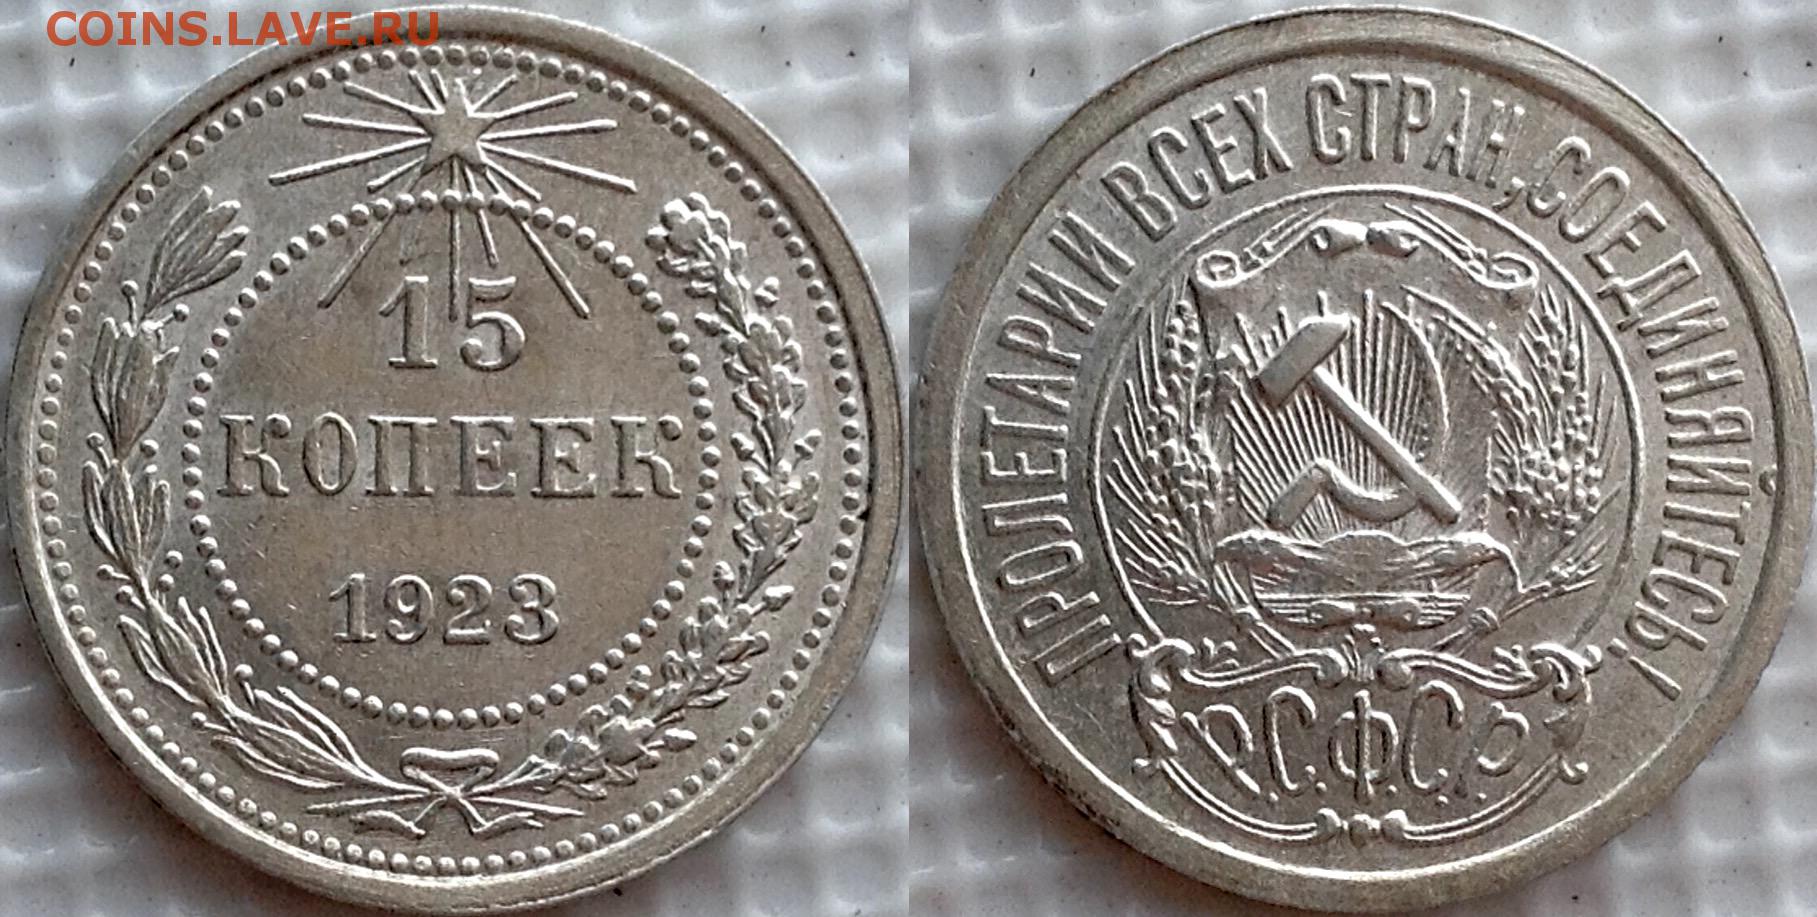 COINS.LAVE.RU
15
КОПЕЕК
1923
ПРОЛЕТАРИИ ВСЕХ СТРАН, СОЕДИНЯЙТЕСЬ!
Р.С.Ф.С.Р.